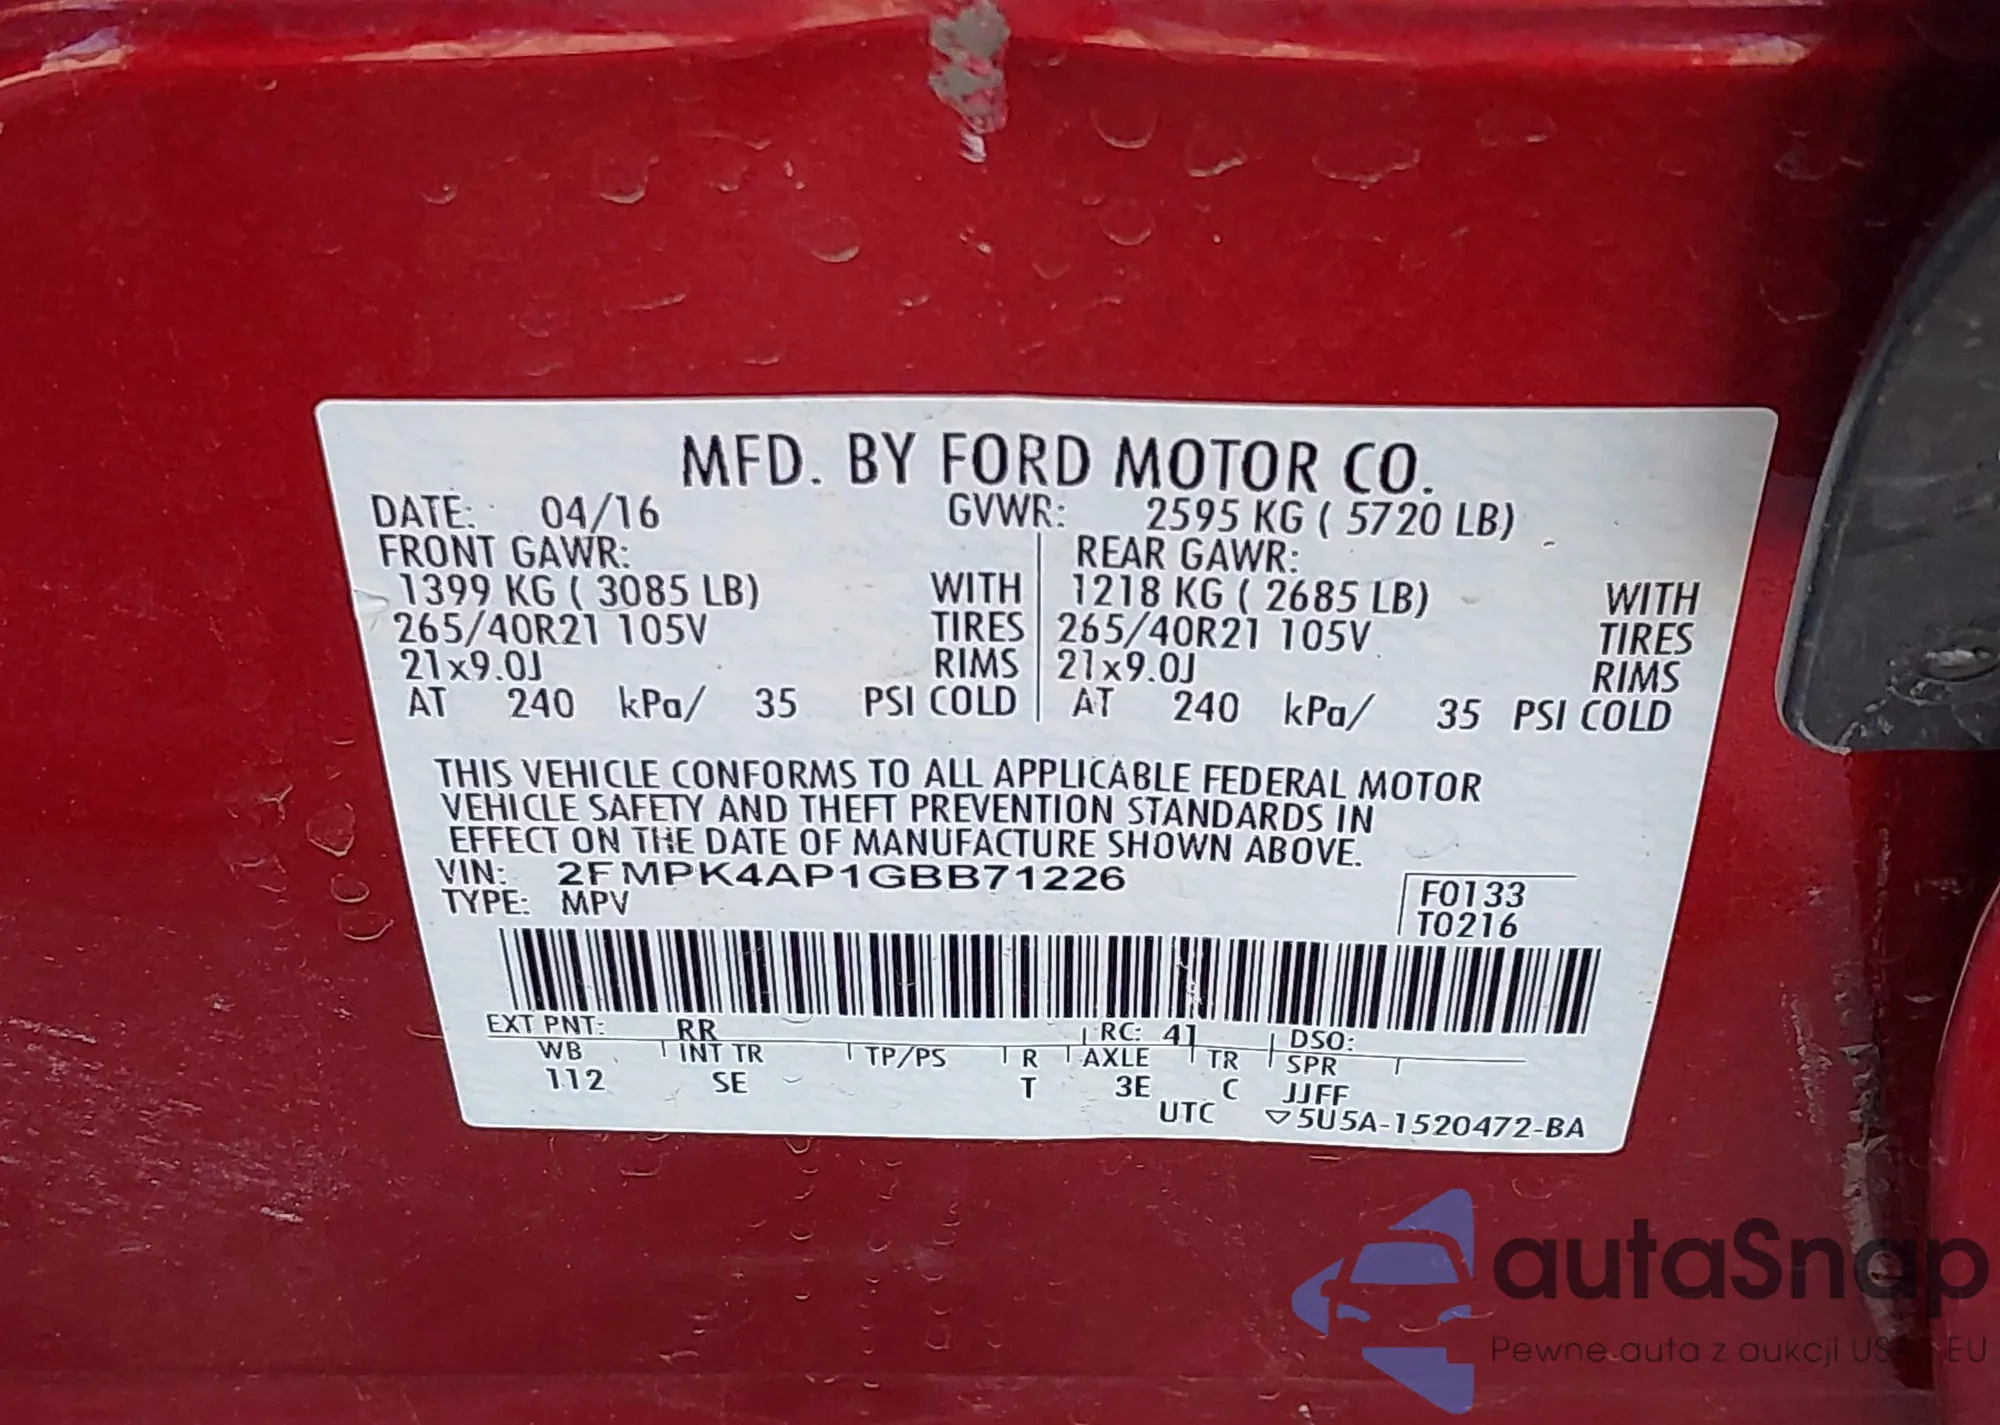 MFD. BY FORD MOTOR CO.
DATE: 04/16 GVWR: 2595 KG ( 5720 LB)
FRONT GAWR: REAR GAWR:
1399 KG ( 3085 LB) WITH 1218 KG ( 2685 LB) WITH
265/40R21 105V TIRES 265/40R21 105V TIRES
21x9.0J RIMS 21x9.0J RIMS
AT 240 kPa/ 35 PSI COLD AT 240 kPa/ 35 PSI COLD
THIS VEHICLE CONFORMS TO ALL APPLICABLE FEDERAL MOTOR
VEHICLE SAFETY AND THEFT PREVENTION STANDARDS IN
EFFECT ON THE DATE OF MANUFACTURE SHOWN ABOVE.
VIN: 2FMPK4AP1GBB71226
TYPE: MPV
F0133
T0216
EXT PNT: RR RC: 41 DSO:
WB INT TR TP/PS R AXLE TR SPR
112 SE T 3E C JJFF
UTC ▽5U5A-1520472-BA
autaSnap
Pewne auta z aukcji USA EU